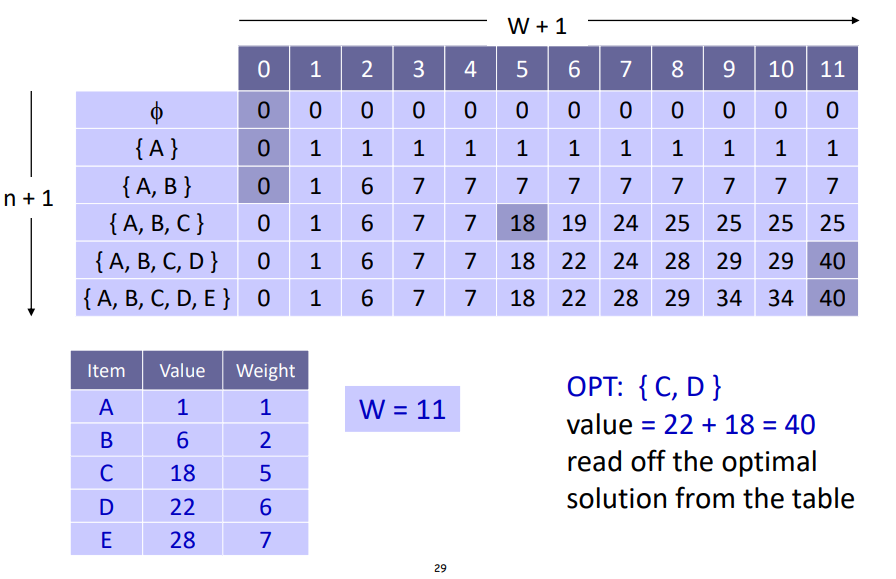 W + 1
0 1 2 3 4 5 6 7 8 9 10 11
ϕ 0 0 0 0 0 0 0 0 0 0 0 0
{ A } 0 1 1 1 1 1 1 1 1 1 1 1
{ A, B } 0 1 6 7 7 7 7 7 7 7 7 7
n + 1
{ A, B, C } 0 1 6 7 7 18 19 24 25 25 25 25
{ A, B, C, D } 0 1 6 7 7 18 22 24 28 29 29 40
{ A, B, C, D, E } 0 1 6 7 7 18 22 28 29 34 34 40
Item Value Weight
A 1 1
B 6 2
C 18 5
D 22 6
E 28 7
W = 11
OPT: { C, D }
value = 22 + 18 = 40
read off the optimal
solution from the table
29